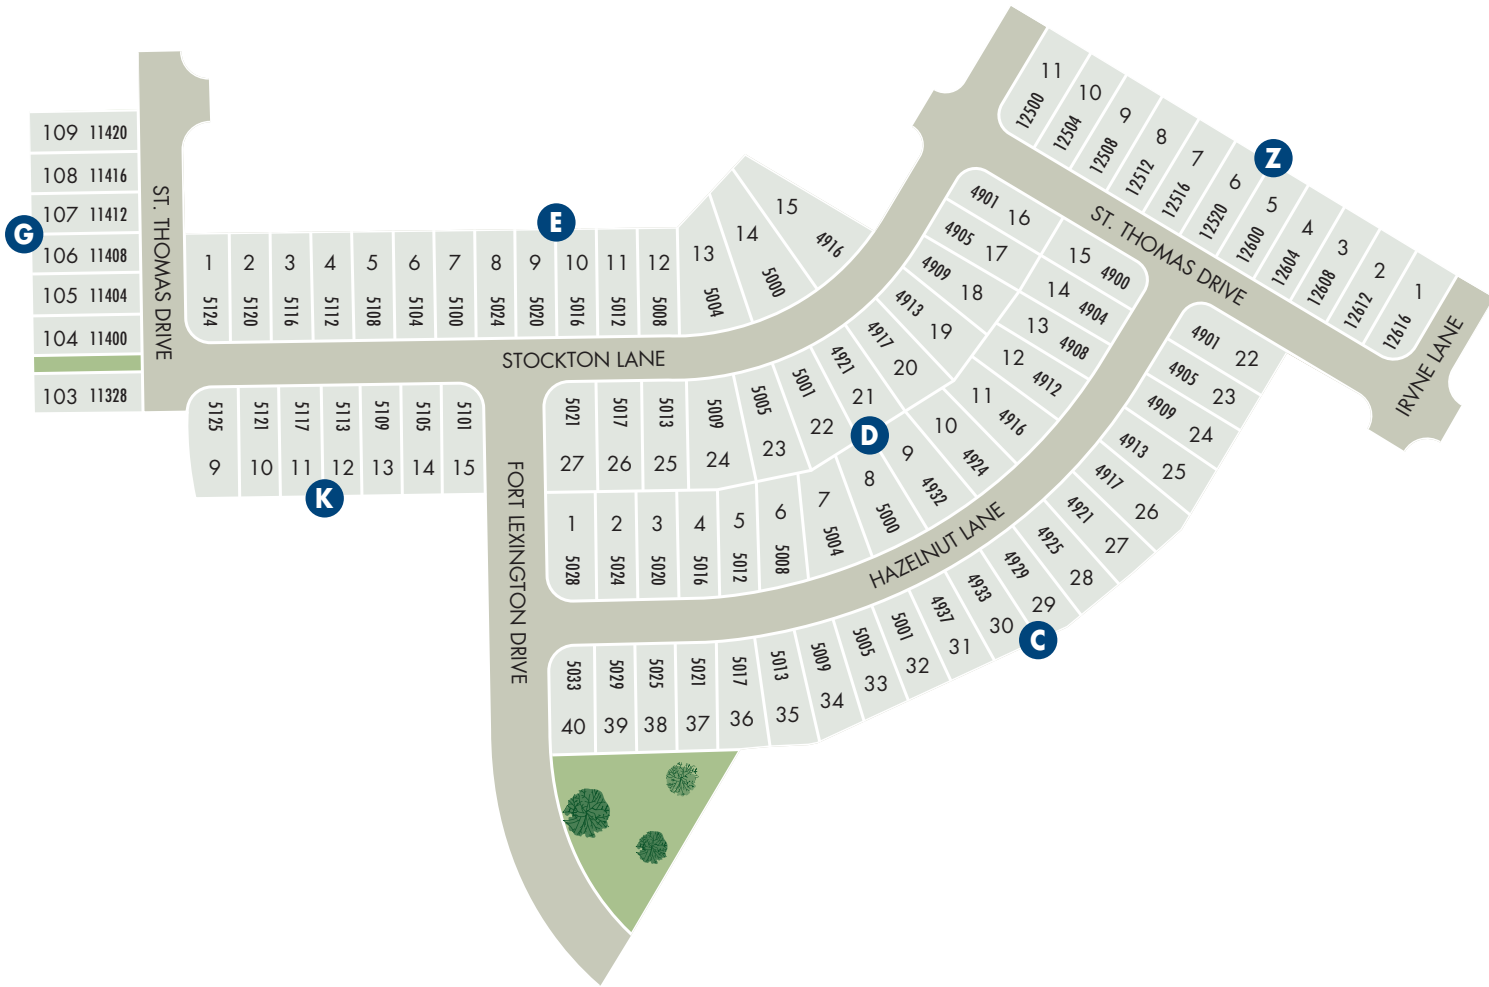 109 11420
108 11416
107 11412
106 11408
105 11404
104 11400
103 11328
G
ST. THOMAS DRIVE
E
1 2 3 4 5 6 7 8 9 10 11 12 13 14 15
5124 5120 5116 5112 5108 5104 5100 5024 5020 5016 5012 5008 5004 5000 4916
STOCKTON LANE
5125 5121 5117 5113 5109 5105 5101
9 10 11 12 13 14 15
K
FORT LEXINGTON DRIVE
11 10 9 8 7 6 5 4 3 2 1
12500 12504 12508 12512 12516 12520 12600 12604 12608 12612 12616
Z
ST. THOMAS DRIVE
IRVNE LANE
4901 16
4905 17
4909 18
4913 19
4917 20
4921 21
5001 22
5005 23
5009 24
5013 25
5017 26
5021 27
D
15 4900
14 4904
13 4908
12 4912
11 4916
10 4924
9 4932
8 5000
7 5004
6 5008
5 5012
4 5016
3 5020
2 5024
1 5028
HAZELNUT LANE
4901 22
4905 23
4909 24
4913 25
4917 26
4921 27
4925 28
4929 29
4933 30
4937 31
5001 32
5005 33
5009 34
5013 35
5017 36
5021 37
5025 38
5029 39
5033 40
C